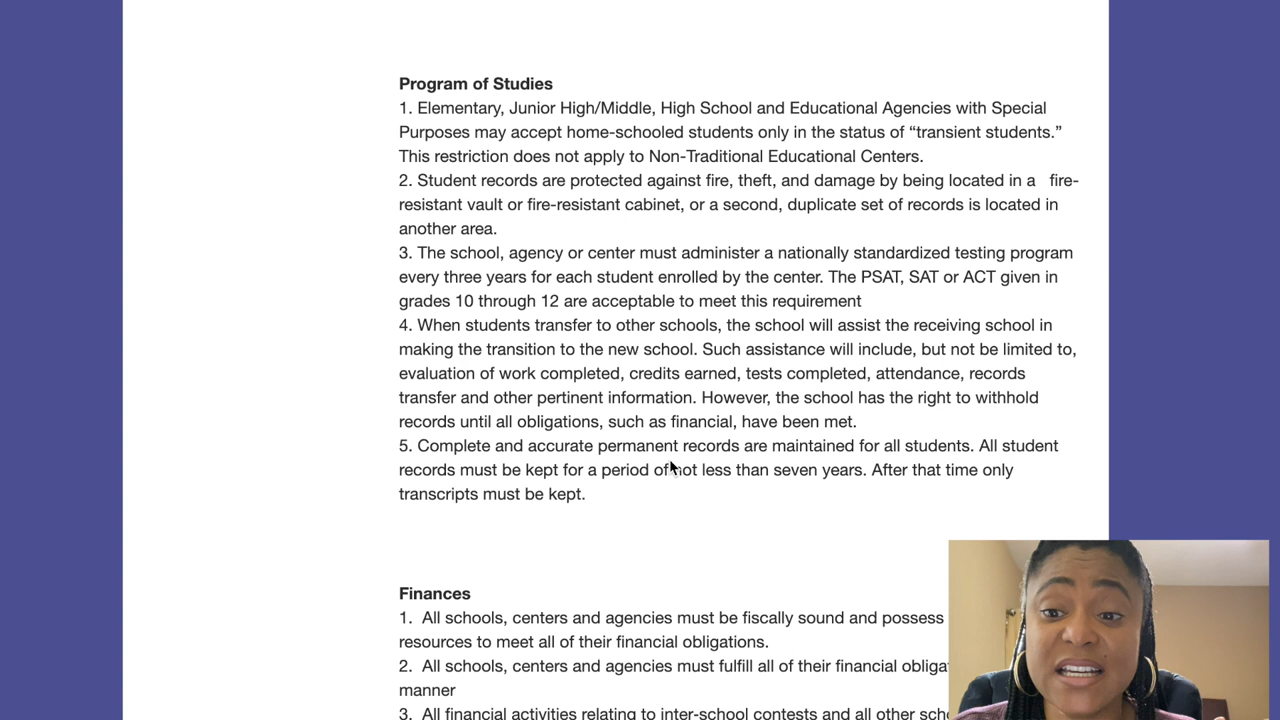 Program of Studies
1. Elementary, Junior High/Middle, High School and Educational Agencies with Special
Purposes may accept home-schooled students only in the status of “transient students.”
This restriction does not apply to Non-Traditional Educational Centers.
2. Student records are protected against fire, theft, and damage by being located in a fire-
resistant vault or fire-resistant cabinet, or a second, duplicate set of records is located in
another area.
3. The school, agency or center must administer a nationally standardized testing program
every three years for each student enrolled by the center. The PSAT, SAT or ACT given in
grades 10 through 12 are acceptable to meet this requirement
4. When students transfer to other schools, the school will assist the receiving school in
making the transition to the new school. Such assistance will include, but not be limited to,
evaluation of work completed, credits earned, tests completed, attendance, records
transfer and other pertinent information. However, the school has the right to withhold
records until all obligations, such as financial, have been met.
5. Complete and accurate permanent records are maintained for all students. All student
records must be kept for a period of not less than seven years. After that time only
transcripts must be kept.
Finances
1. All schools, centers and agencies must be fiscally sound and possess
resources to meet all of their financial obligations.
2. All schools, centers and agencies must fulfill all of their financial
manner
3. All financial activities relating to inter-school contests and all other